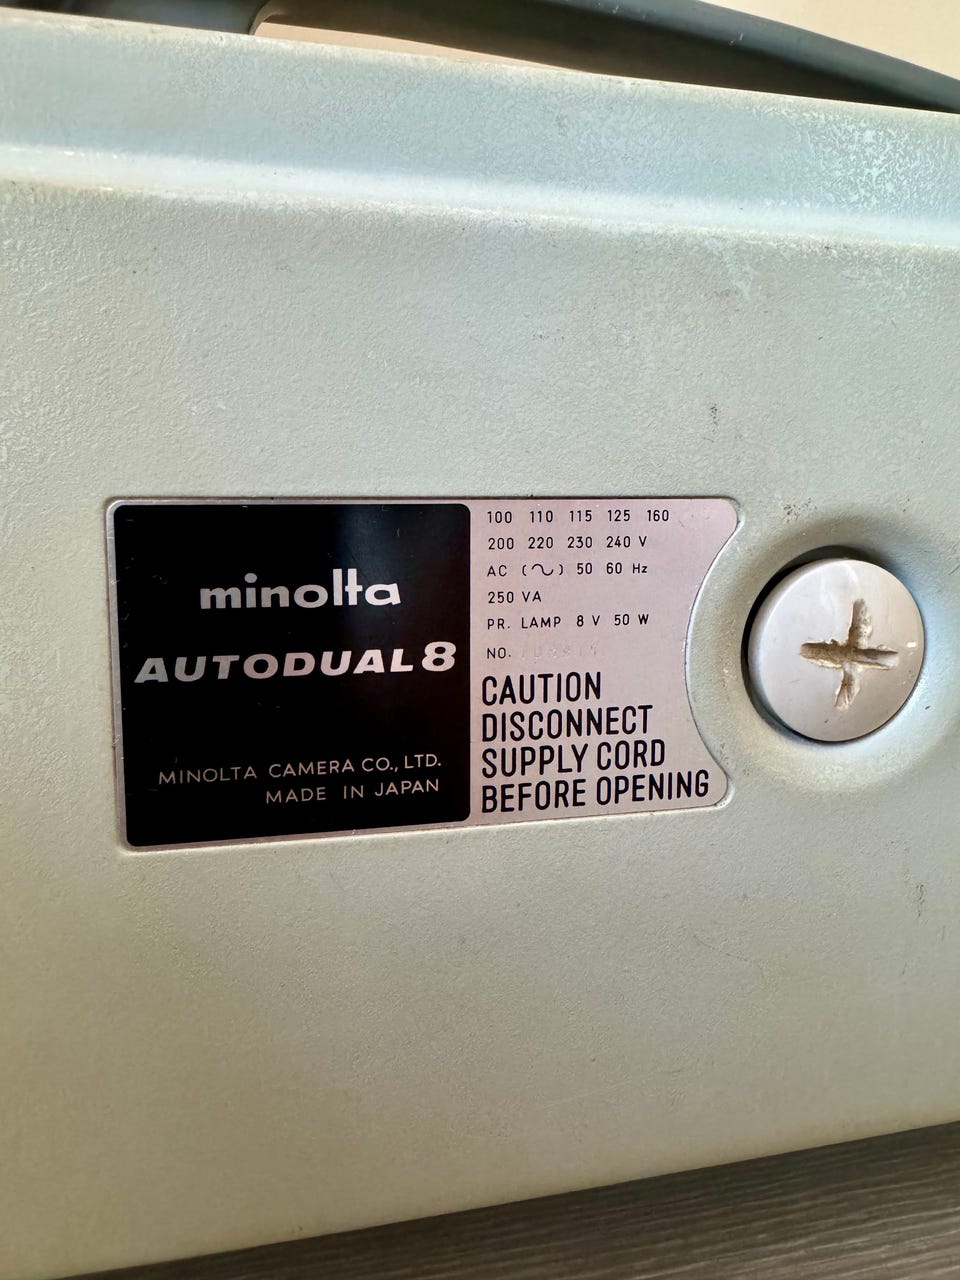 minolta
AUTODUAL 8
MINOLTA CAMERA CO., LTD.
MADE IN JAPAN
100 110 115 125 160
200 220 230 240 V
AC (∿) 50 60 Hz
250 VA
PR. LAMP 8 V 50 W
NO.
CAUTION
DISCONNECT
SUPPLY CORD
BEFORE OPENING